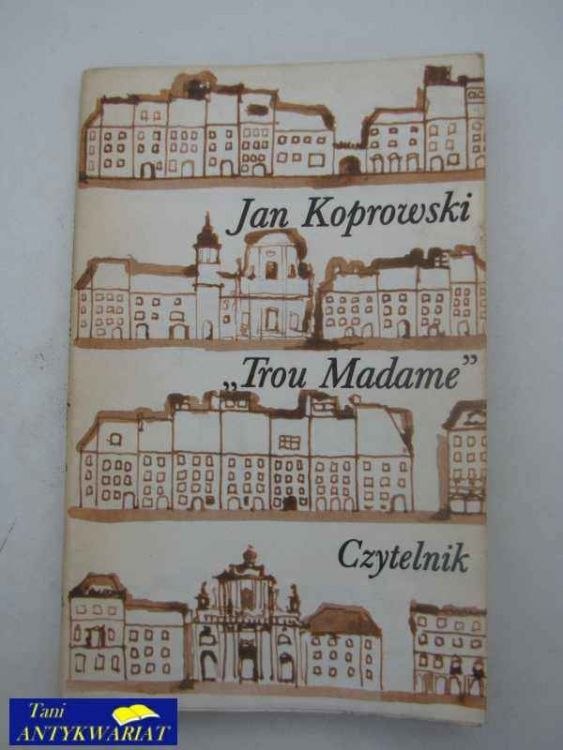 Jan Koprowski
„Trou Madame”
Czytelnik
Tani
ANTYKWARIAT